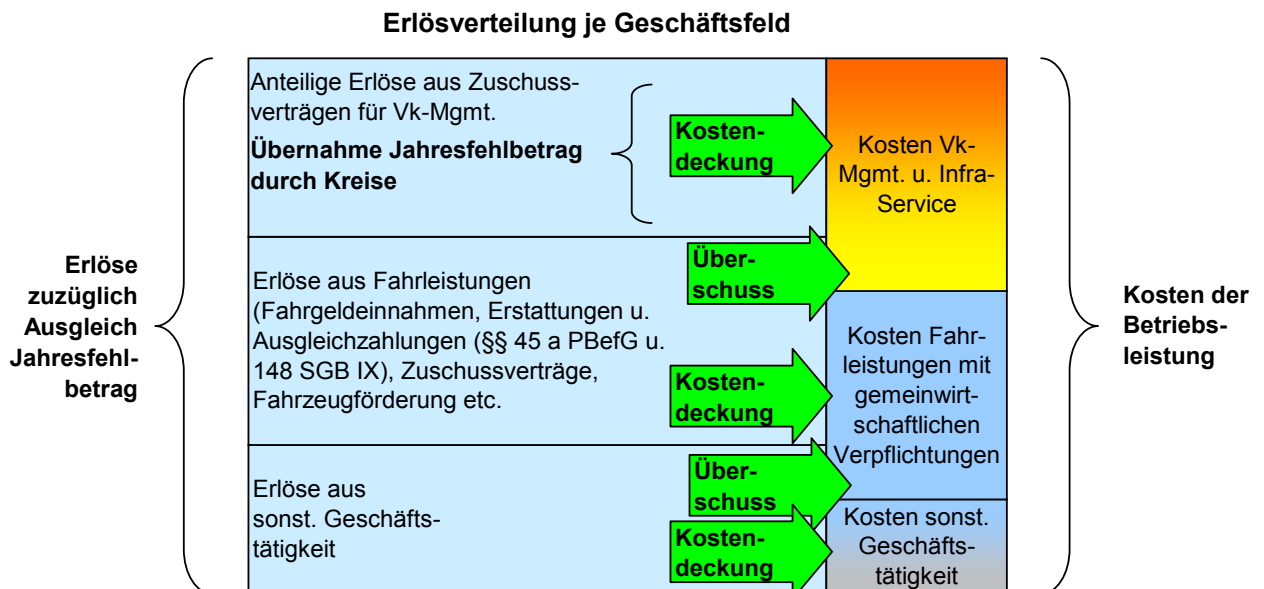 Erlösverteilung je Geschäftsfeld
Erlöse
zuzüglich
Ausgleich
Jahresfehl-
betrag
Anteilige Erlöse aus Zuschuss-
verträgen für Vk-Mgmt.
Übernahme Jahresfehlbetrag
durch Kreise
Kosten-
deckung
Kosten Vk-
Mgmt. u. Infra-
Service
Über-
schuss
Erlöse aus Fahrleistungen
(Fahrgeldeinnahmen, Erstattungen u.
Ausgleichzahlungen (§§ 45 a PBefG u.
148 SGB IX), Zuschussverträge,
Fahrzeugförderung etc.
Kosten-
deckung
Kosten Fahr-
leistungen mit
gemeinwirt-
schaftlichen
Verpflichtungen
Über-
schuss
Erlöse aus
sonst. Geschäfts-
tätigkeit
Kosten-
deckung
Kosten sonst.
Geschäfts-
tätigkeit
Kosten der
Betriebs-
leistung